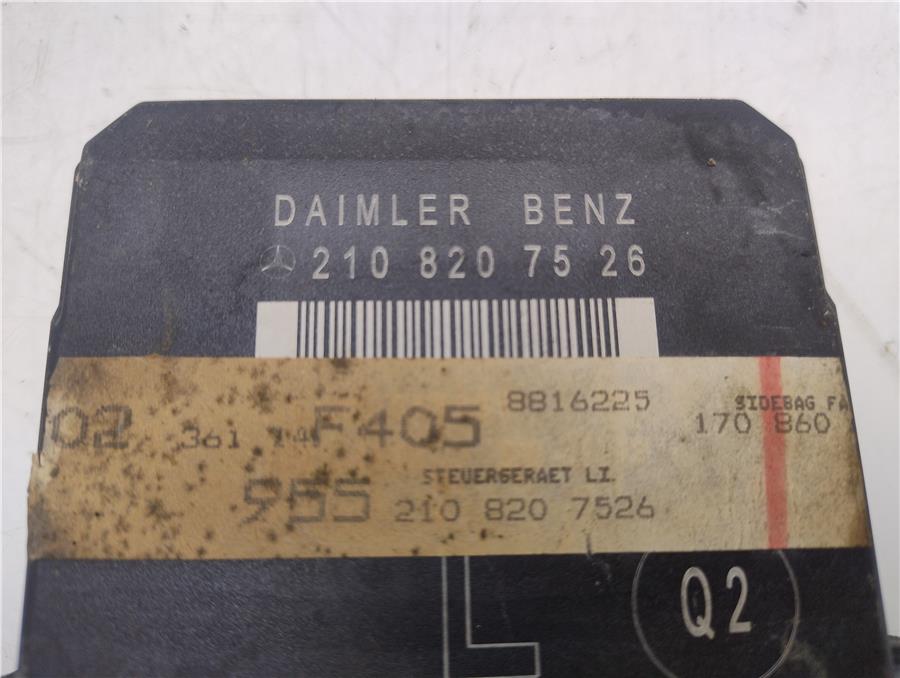 DAIMLER BENZ
210 820 75 26
8816225
SIDEBAG
02 361 F405 170 860
STEUERGERAET LI.
955 210 820 7526
L
Q2